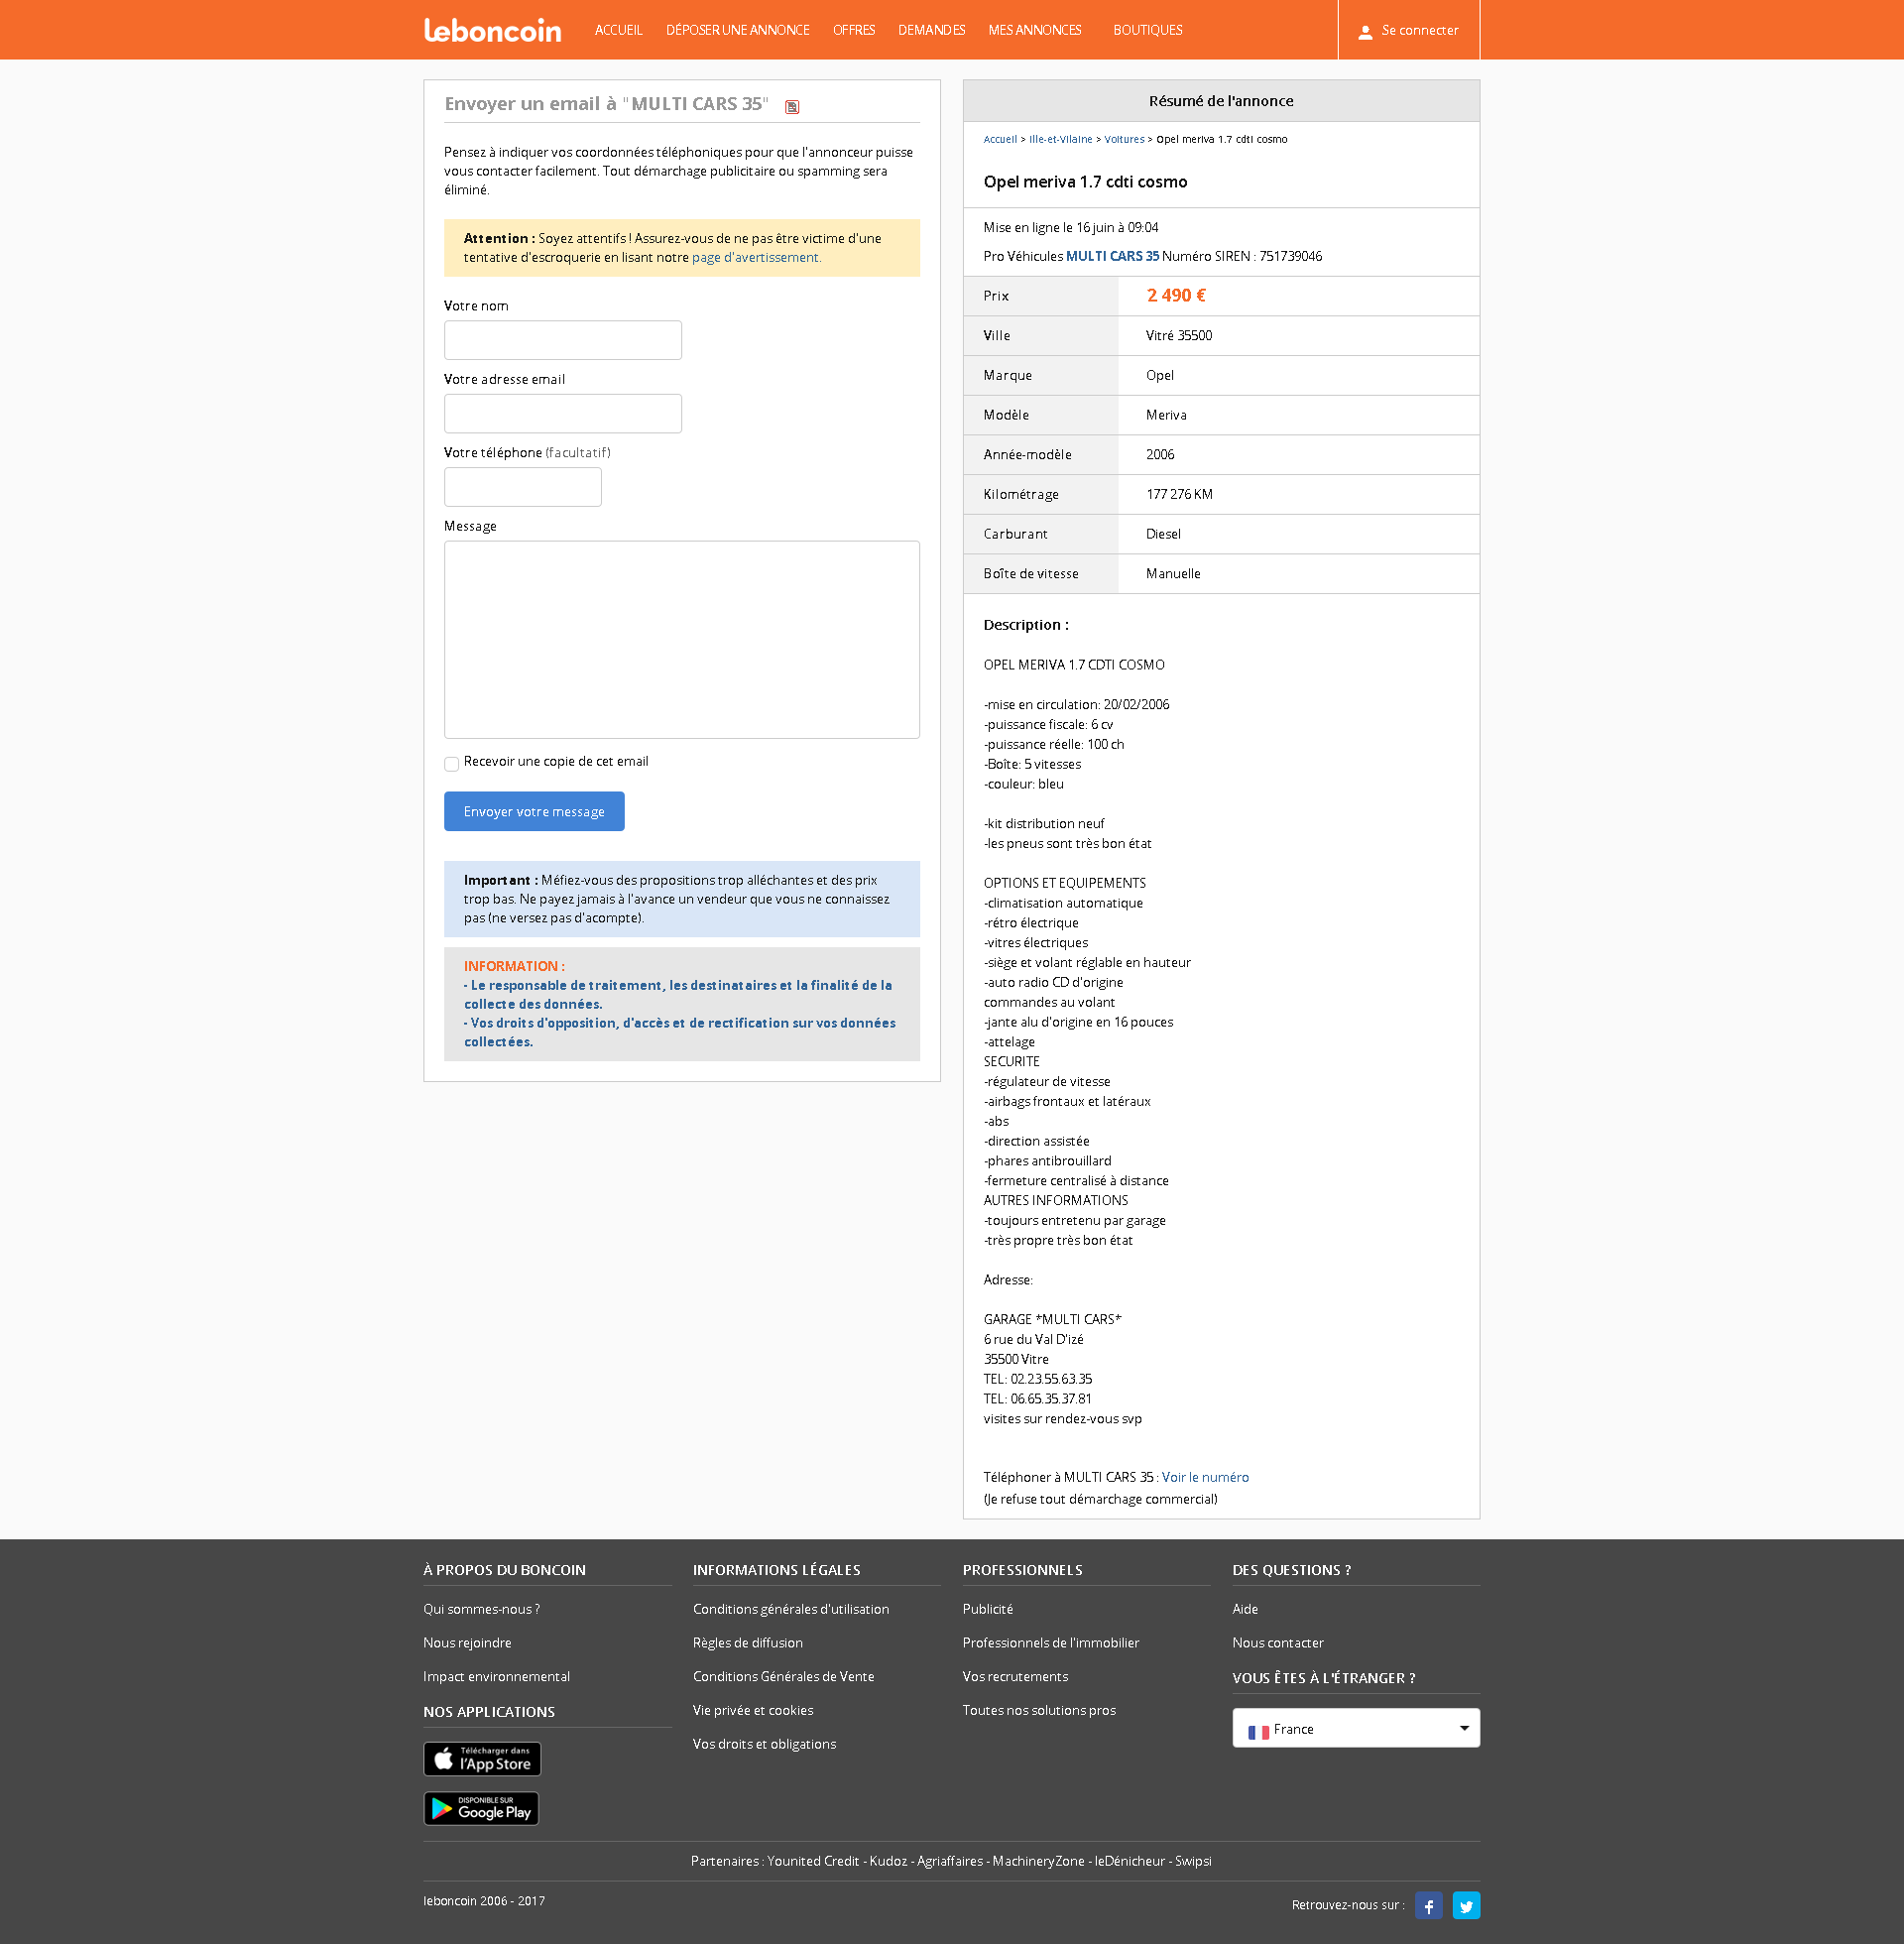 leboncoin
ACCUEIL
DÉPOSER UNE ANNONCE
OFFRES
DEMANDES
MES ANNONCES
BOUTIQUES
Se connecter
Envoyer un email à "MULTI CARS 35"
Pensez à indiquer vos coordonnées téléphoniques pour que l'annonceur puisse
vous contacter facilement. Tout démarchage publicitaire ou spamming sera
éliminé.
Attention : Soyez attentifs ! Assurez-vous de ne pas être victime d'une
tentative d'escroquerie en lisant notre page d'avertissement.
Votre nom
Votre adresse email
Votre téléphone (facultatif)
Message
Recevoir une copie de cet email
Envoyer votre message
Important : Méfiez-vous des propositions trop alléchantes et des prix
trop bas. Ne payez jamais à l'avance un vendeur que vous ne connaissez
pas (ne versez pas d'acompte).
INFORMATION :
- Le responsable de traitement, les destinataires et la finalité de la
collecte des données.
- Vos droits d'opposition, d'accès et de rectification sur vos données
collectées.
Résumé de l'annonce
Accueil > Ille-et-Vilaine > Voitures > Opel meriva 1.7 cdti cosmo
Opel meriva 1.7 cdti cosmo
Mise en ligne le 16 juin à 09:04
Pro Véhicules MULTI CARS 35 Numéro SIREN : 751739046
Prix 2 490 €
Ville Vitré 35500
Marque Opel
Modèle Meriva
Année-modèle 2006
Kilométrage 177 276 KM
Carburant Diesel
Boîte de vitesse Manuelle
Description :
OPEL MERIVA 1.7 CDTI COSMO
-mise en circulation: 20/02/2006
-puissance fiscale: 6 cv
-puissance réelle: 100 ch
-Boîte: 5 vitesses
-couleur: bleu
-kit distribution neuf
-les pneus sont très bon état
OPTIONS ET EQUIPEMENTS
-climatisation automatique
-rétro électrique
-vitres électriques
-siège et volant réglable en hauteur
-auto radio CD d'origine
commandes au volant
-jante alu d'origine en 16 pouces
-attelage
SECURITE
-régulateur de vitesse
-airbags frontaux et latéraux
-abs
-direction assistée
-phares antibrouillard
-fermeture centralisé à distance
AUTRES INFORMATIONS
-toujours entretenu par garage
-très propre très bon état
Adresse:
GARAGE *MULTI CARS*
6 rue du Val D'izé
35500 Vitre
TEL: 02.23.55.63.35
TEL: 06.65.35.37.81
visites sur rendez-vous svp
Téléphoner à MULTI CARS 35 : Voir le numéro
(Je refuse tout démarchage commercial)
À PROPOS DU BONCOIN
Qui sommes-nous ?
Nous rejoindre
Impact environnemental
NOS APPLICATIONS
Télécharger dans
l'App Store
DISPONIBLE SUR
Google Play
INFORMATIONS LÉGALES
Conditions générales d'utilisation
Règles de diffusion
Conditions Générales de Vente
Vie privée et cookies
Vos droits et obligations
PROFESSIONNELS
Publicité
Professionnels de l'immobilier
Vos recrutements
Toutes nos solutions pros
DES QUESTIONS ?
Aide
Nous contacter
VOUS ÊTES À L'ÉTRANGER ?
France
Partenaires : Younited Credit - Kudoz - Agriaffaires - MachineryZone - leDénicheur - Swipsi
leboncoin 2006 - 2017
Retrouvez-nous sur :